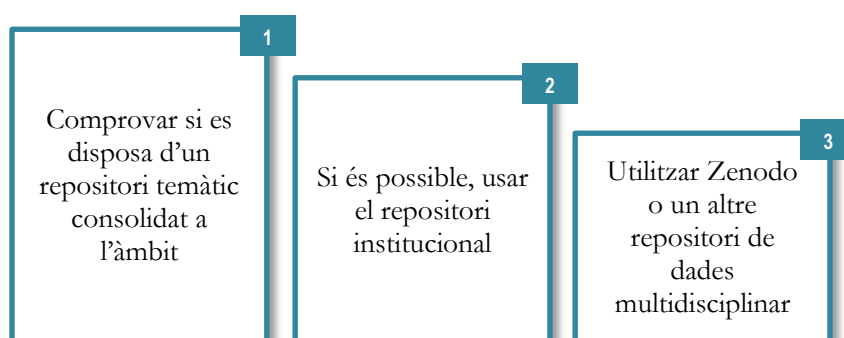 1
Comprovar si es
disposa d’un
repositori temàtic
consolidat a
l’àmbit
2
Si és possible, usar
el repositori
institucional
3
Utilitzar Zenodo
o un altre
repositori de
dades
multidisciplinar